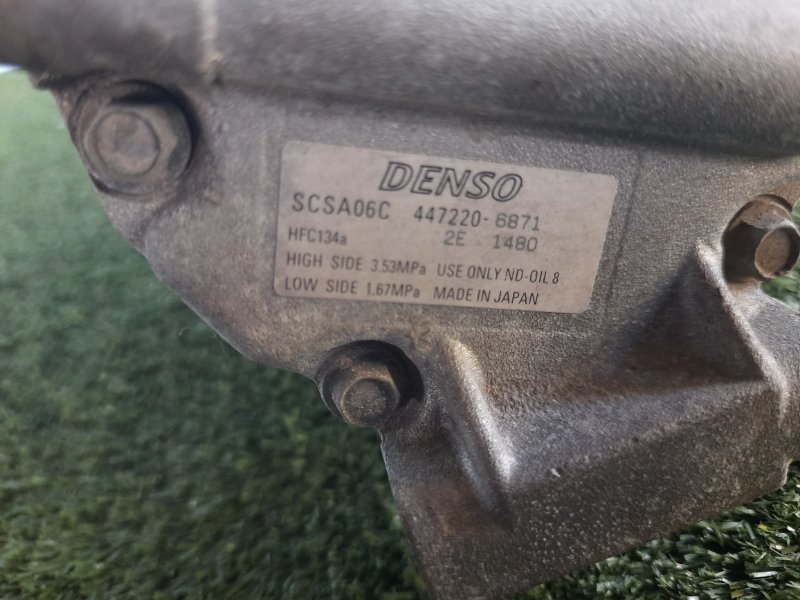 DENSO
SCSA06C 447220-6871
HFC134a 2E 1480
HIGH SIDE 3.53MPa USE ONLY ND-OIL 8
LOW SIDE 1.67MPa MADE IN JAPAN